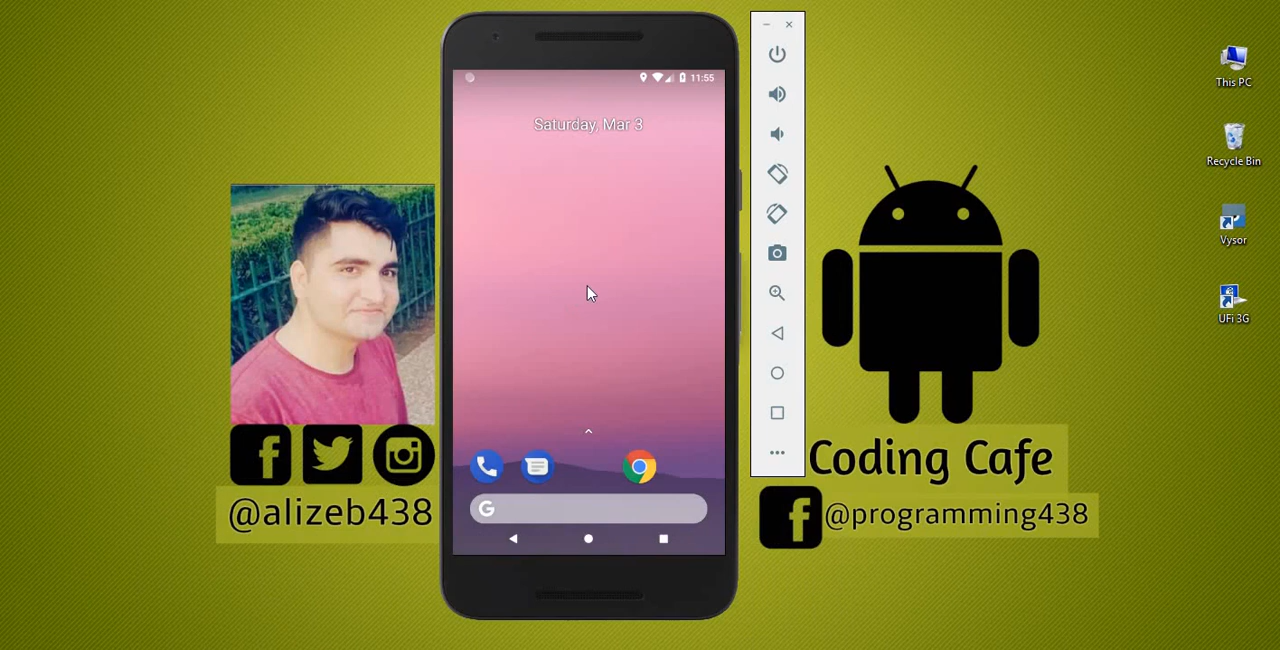 11:55
Saturday, Mar 3
This PC
Recycle Bin
Vysor
UFi 3G
Coding Cafe
@alizeb438
@programming438